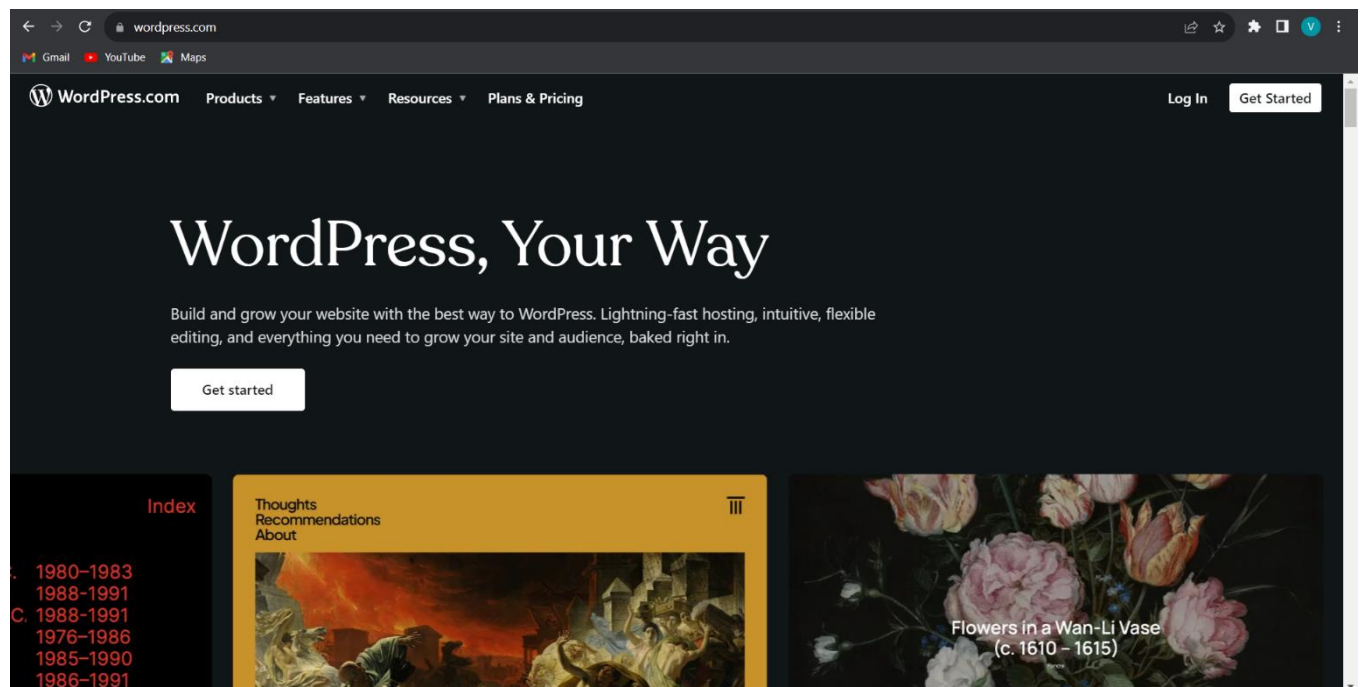 wordpress.com
V
Gmail YouTube Maps
WordPress.com Products Features Resources Plans & Pricing Log In Get Started
WordPress, Your Way
Build and grow your website with the best way to WordPress. Lightning-fast hosting, intuitive, flexible
editing, and everything you need to grow your site and audience, baked right in.
Get started
Index
1980–1983
1988-1991
C. 1988-1991
1976–1986
1985–1990
1986–1991
Thoughts
Recommendations
About
Flowers in a Wan-Li Vase
(c. 1610 – 1615)